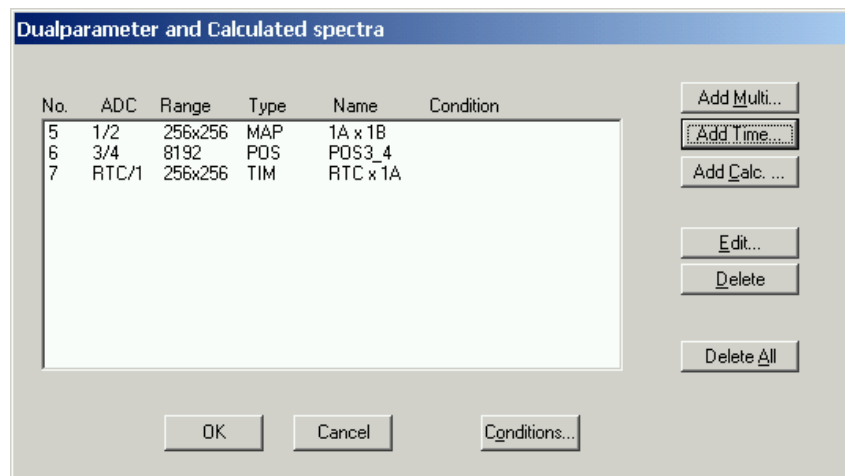 Dualparameter and Calculated spectra
No. ADC Range Type Name Condition
5 1/2 256x256 MAP 1A x 1B
6 3/4 8192 POS POS3_4
7 RTC/1 256x256 TIM RTC x 1A
Add Multi...
Add Time...
Add Calc. ...
Edit...
Delete
Delete All
OK Cancel Conditions...